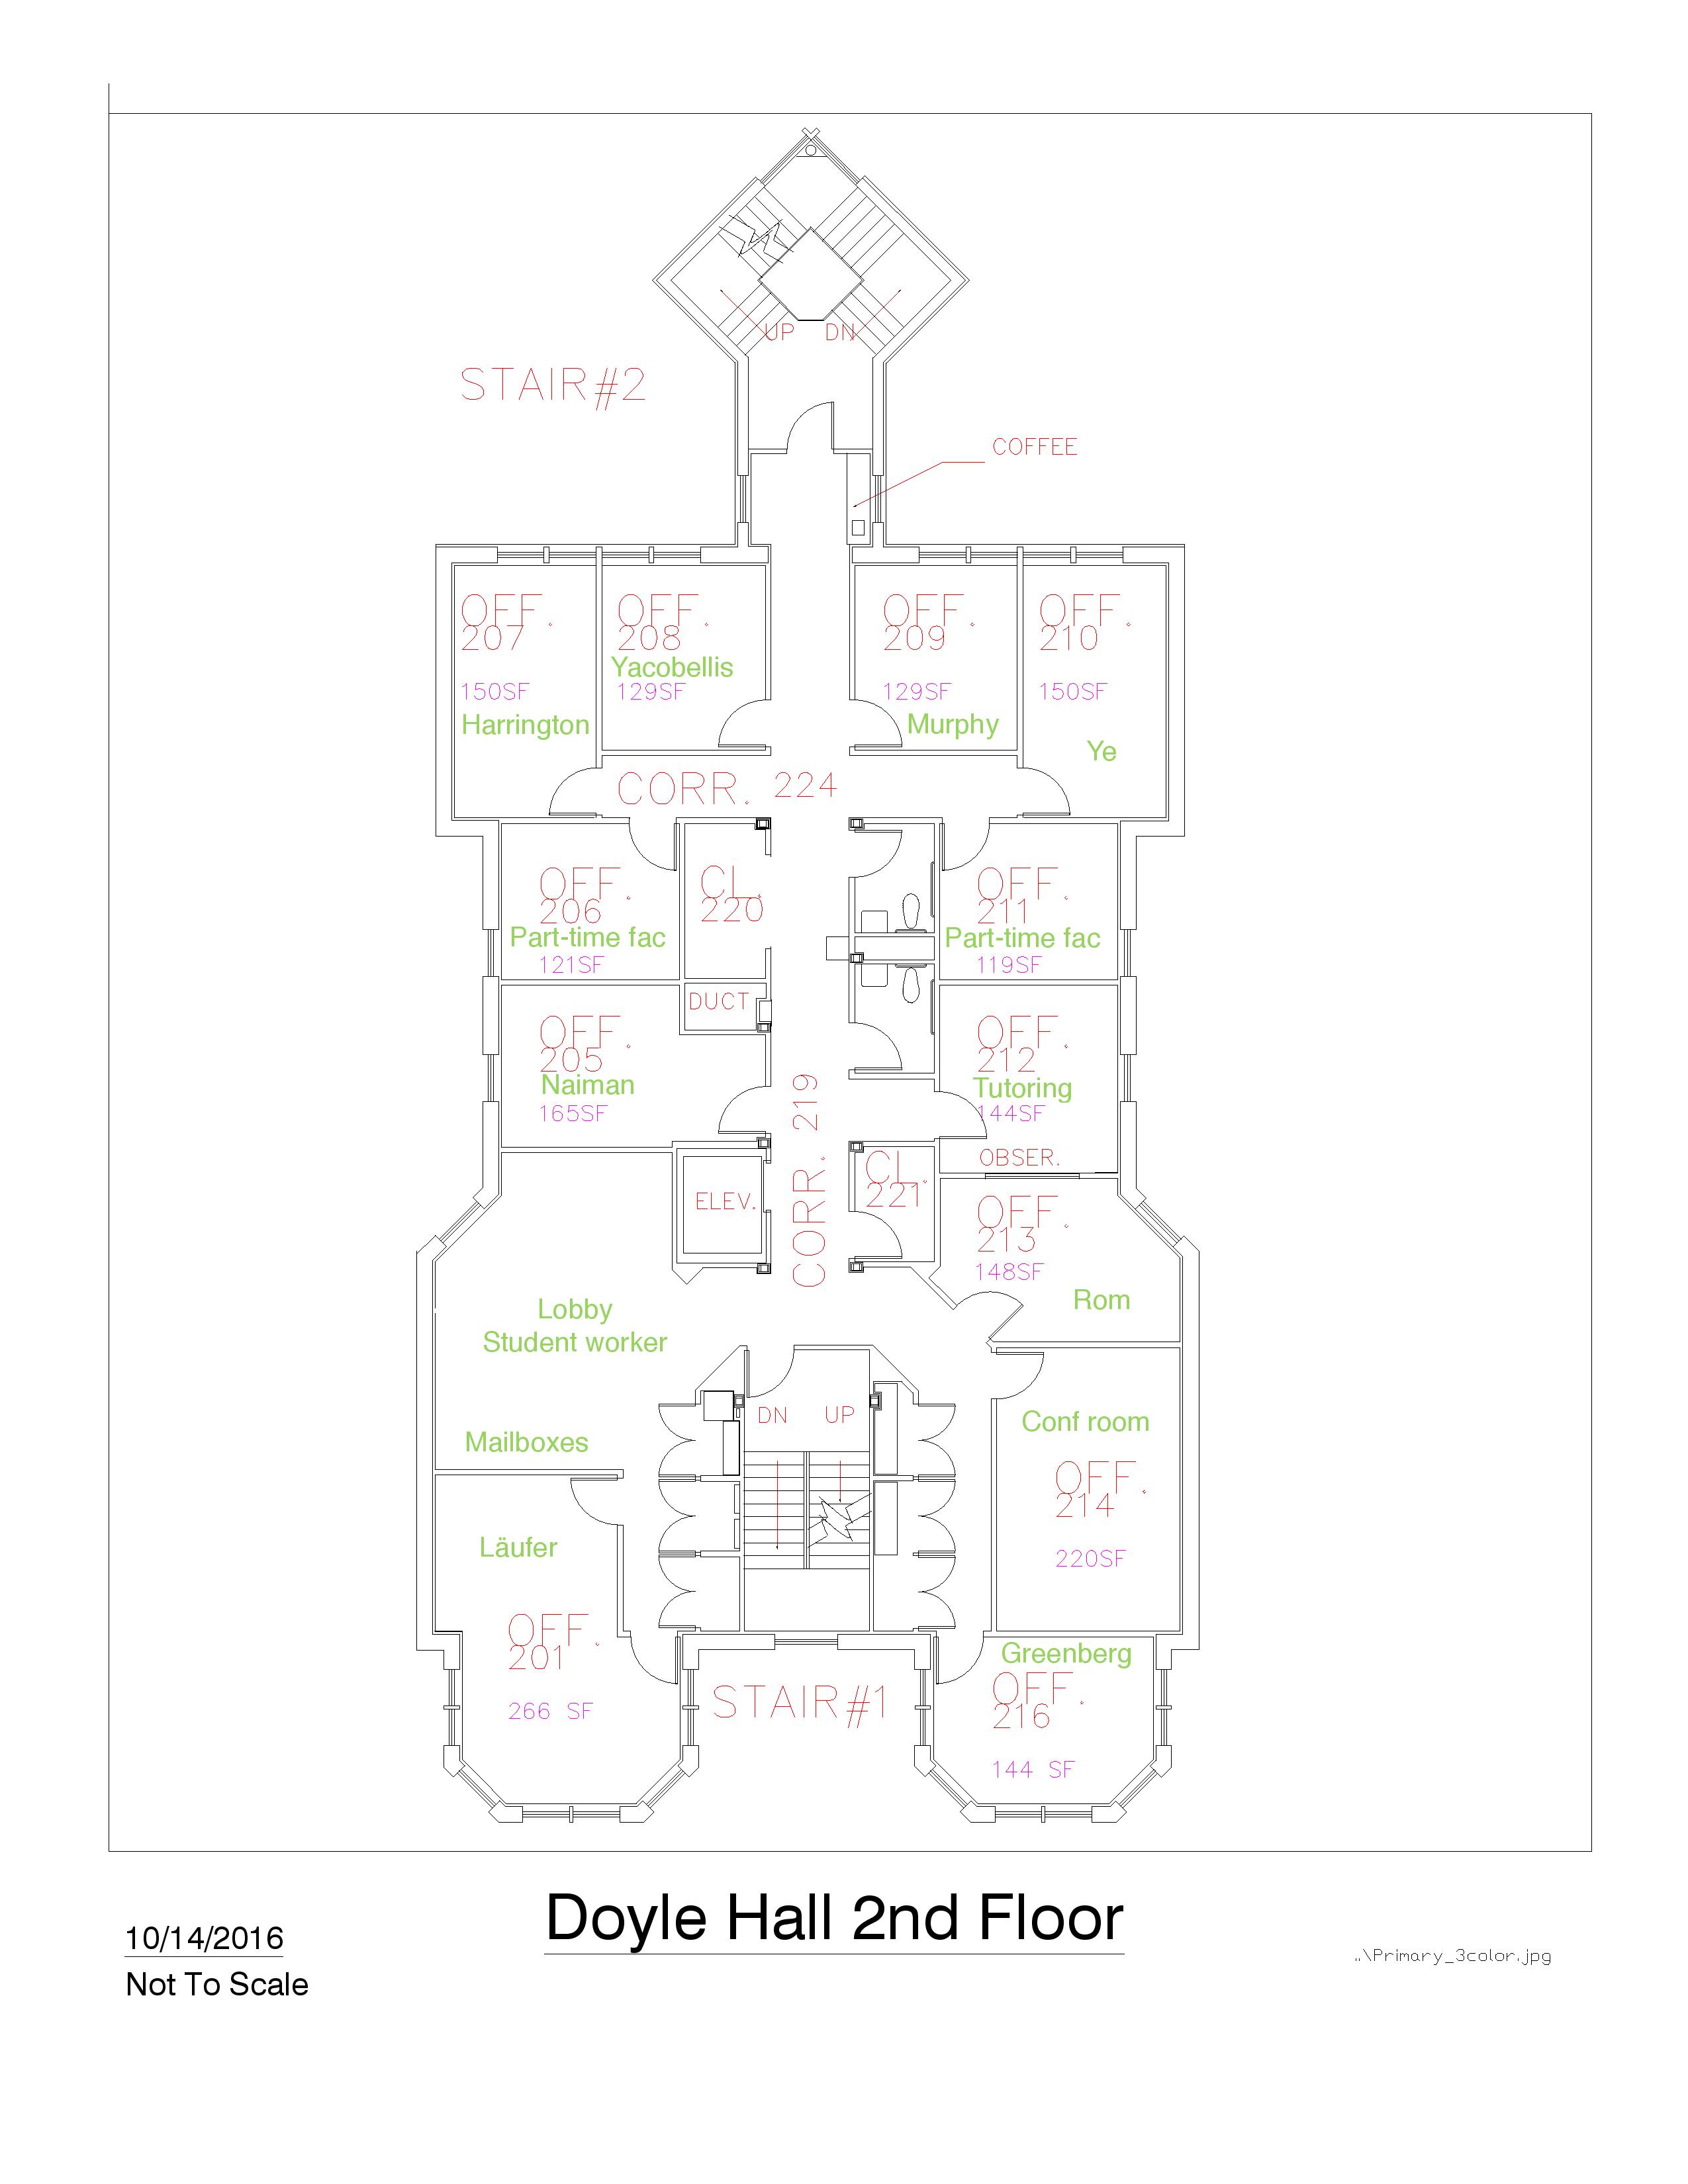 UP DN
STAIR#2
COFFEE
OFF.
207
150SF
Harrington
OFF.
208
Yacobellis
129SF
OFF.
209
129SF
Murphy
OFF.
210
150SF
Ye
CORR. 224
OFF.
206
Part-time fac
121SF
CL.
220
OFF.
211
Part-time fac
119SF
DUCT
OFF.
205
Naiman
165SF
CORR. 219
OFF.
212
Tutoring
144SF
OBSER.
ELEV.
CL.
221
OFF.
213
148SF
Rom
Lobby
Student worker
Mailboxes
DN UP
Conf room
OFF.
214
220SF
Läufer
OFF.
201
266 SF
STAIR#1
Greenberg
OFF.
216
144 SF
Doyle Hall 2nd Floor
10/14/2016
Not To Scale
..\Primary_3color.jpg